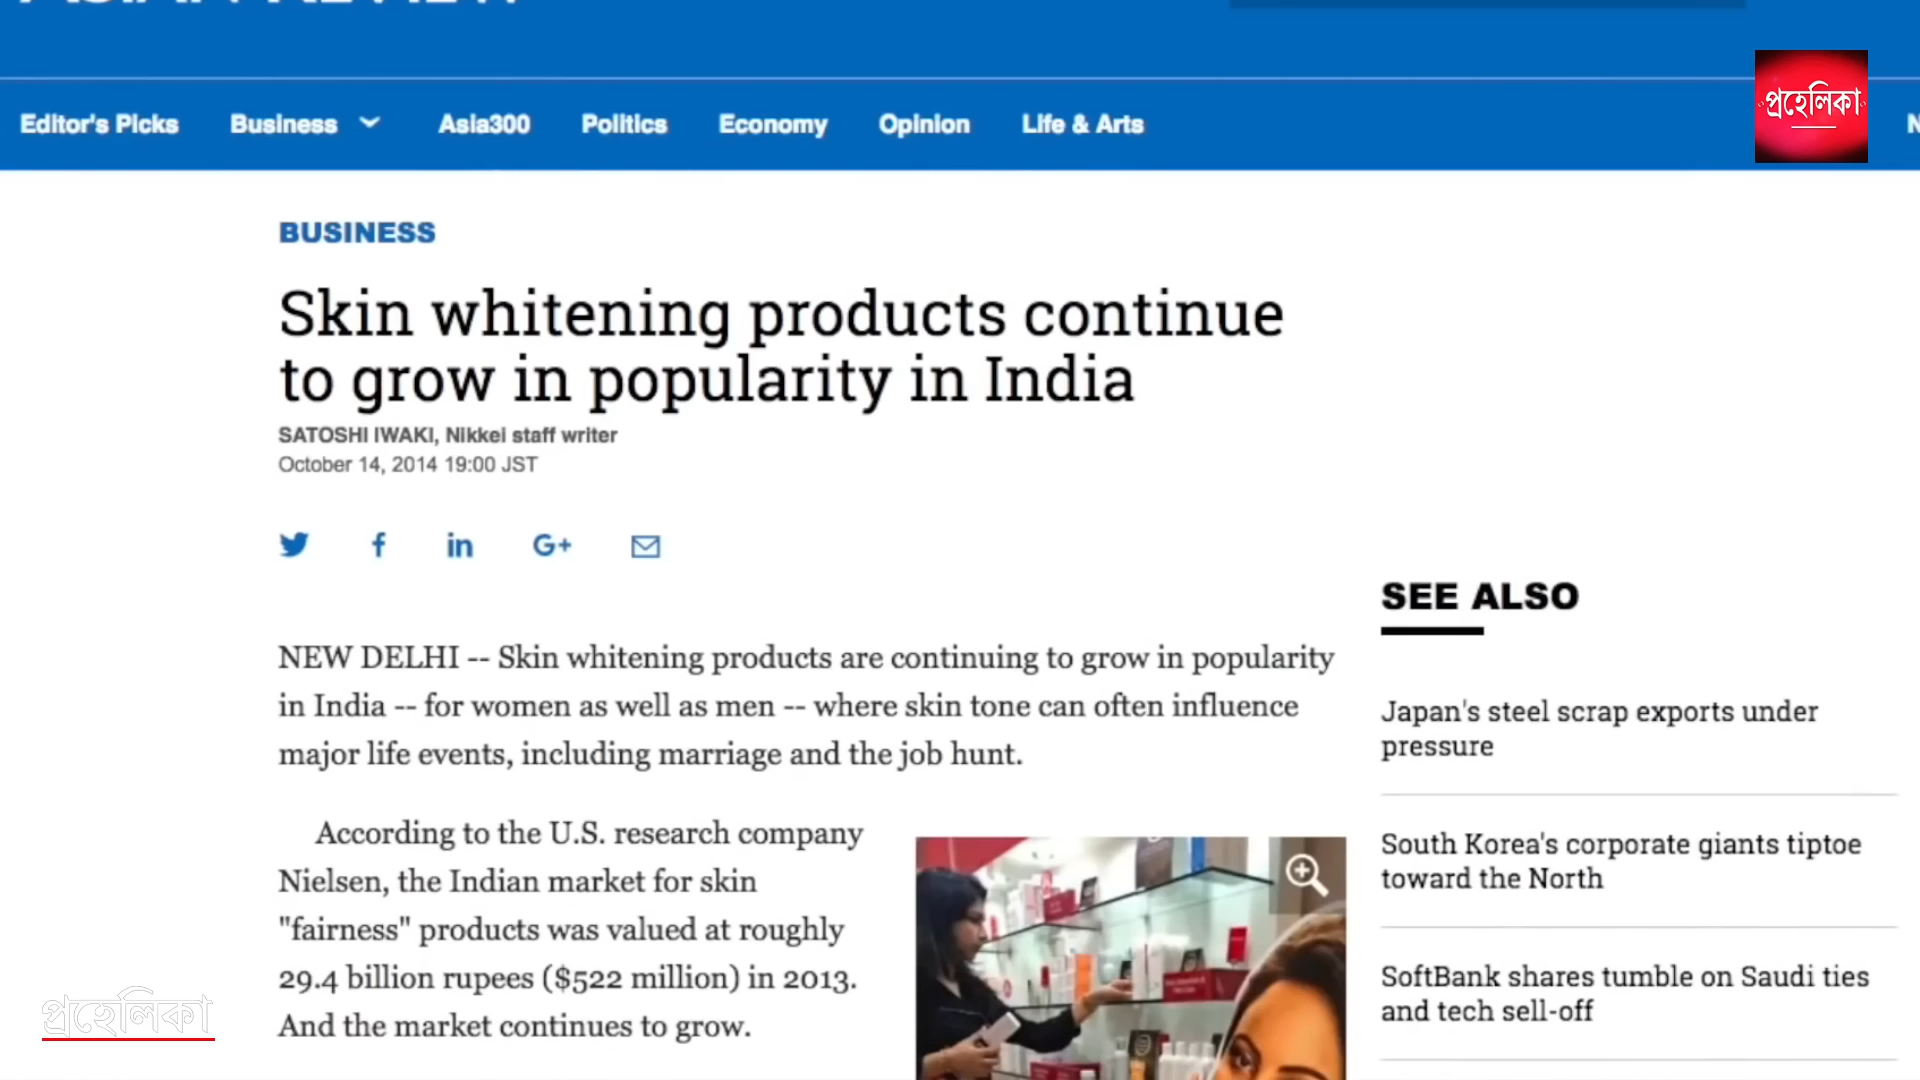 ASIAN REVIEW
Editor's Picks
Business
Asia300
Politics
Economy
Opinion
Life & Arts
প্রহেলিকা
BUSINESS
Skin whitening products continue
to grow in popularity in India
SATOSHI IWAKI, Nikkei staff writer
October 14, 2014 19:00 JST
G+
NEW DELHI -- Skin whitening products are continuing to grow in popularity
in India -- for women as well as men -- where skin tone can often influence
major life events, including marriage and the job hunt.
According to the U.S. research company
Nielsen, the Indian market for skin
"fairness" products was valued at roughly
29.4 billion rupees ($522 million) in 2013.
And the market continues to grow.
SEE ALSO
Japan's steel scrap exports under
pressure
South Korea's corporate giants tiptoe
toward the North
SoftBank shares tumble on Saudi ties
and tech sell-off
প্রহেলিকা